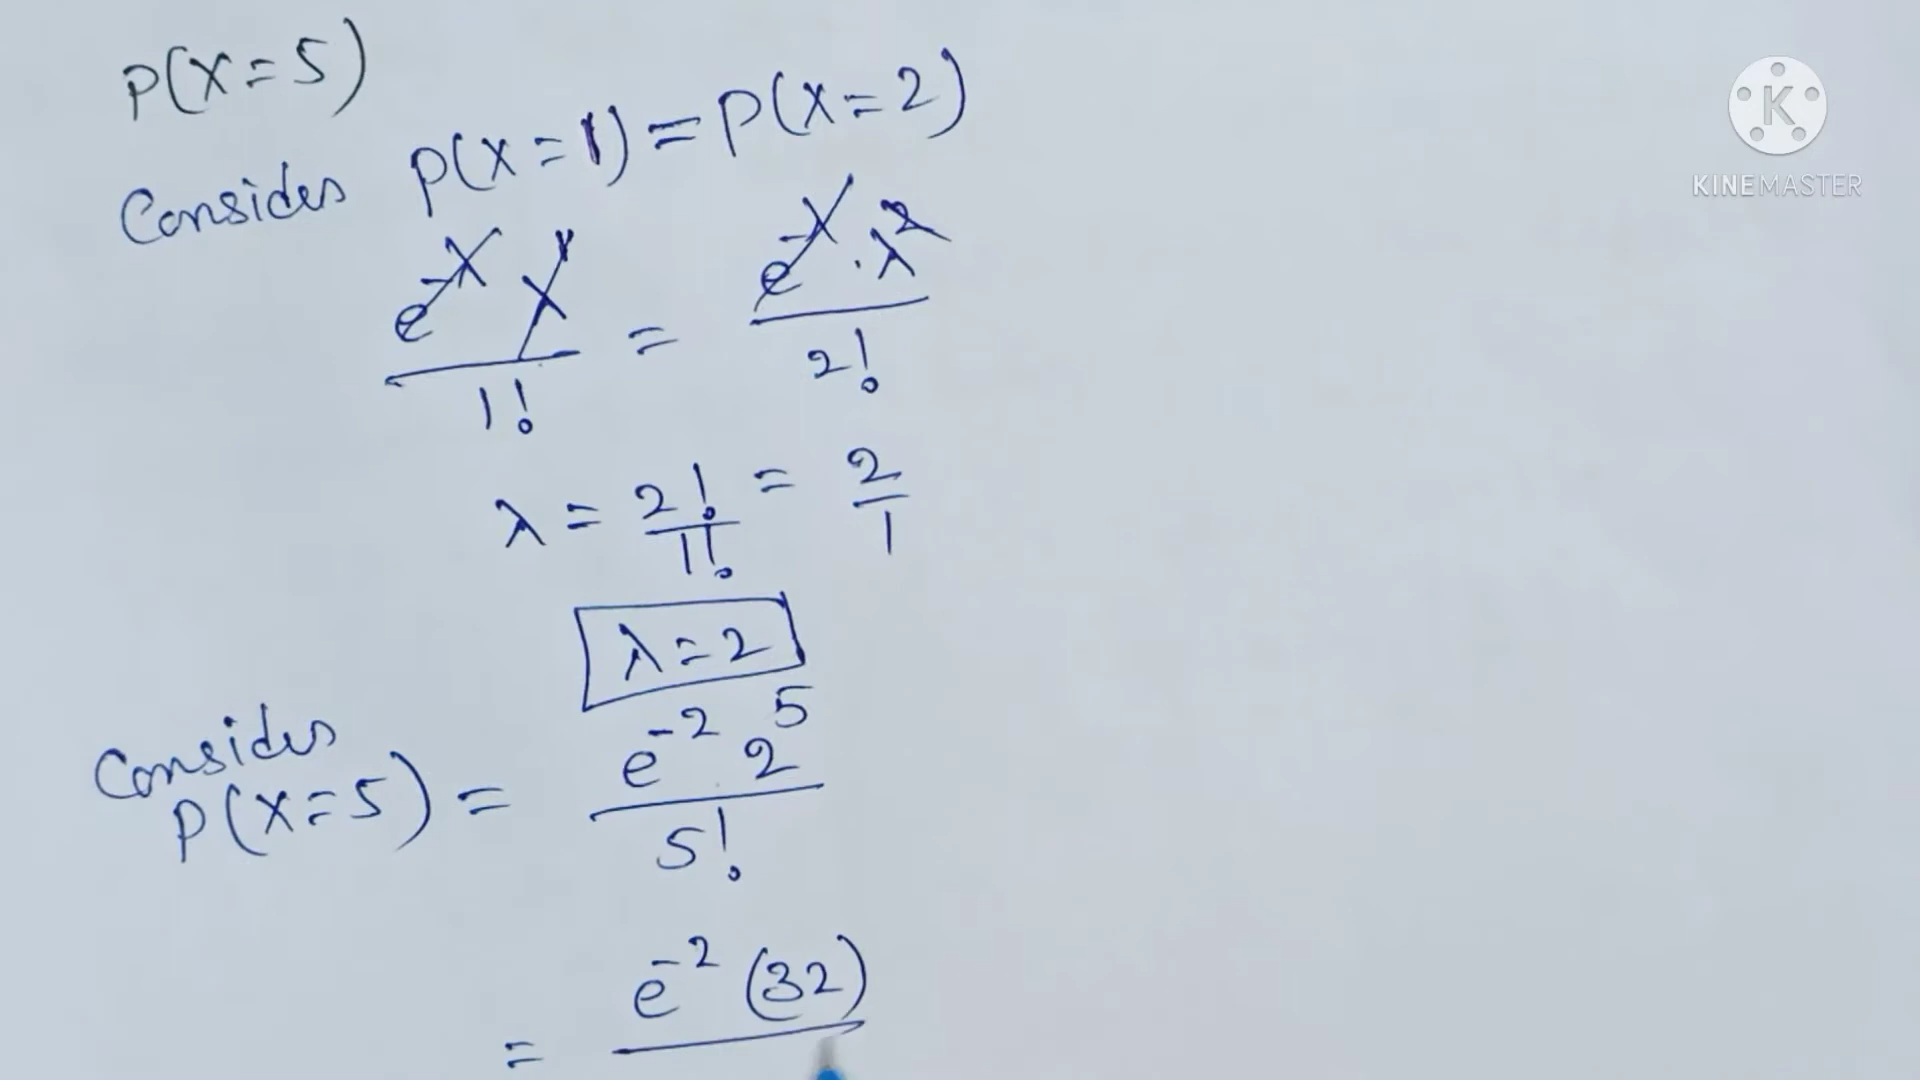 P(X=5)
Consider P(X=1)=P(X=2)
e^-λ λ^1 / 1! = e^-λ . λ^2 / 2!
λ = 2!/1! = 2/1
λ=2
Consider
P(X=5) = e^-2 2^5 / 5!
= e^-2 (32)
KINEMASTER